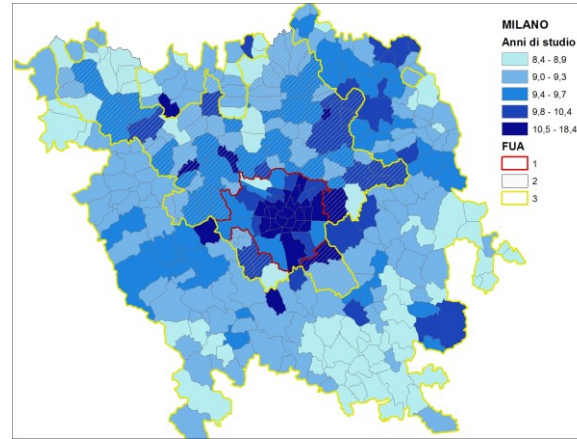 MILANO
Anni di studio
8,4 - 8,9
9,0 - 9,3
9,4 - 9,7
9,8 - 10,4
10,5 - 18,4
FUA
1
2
3